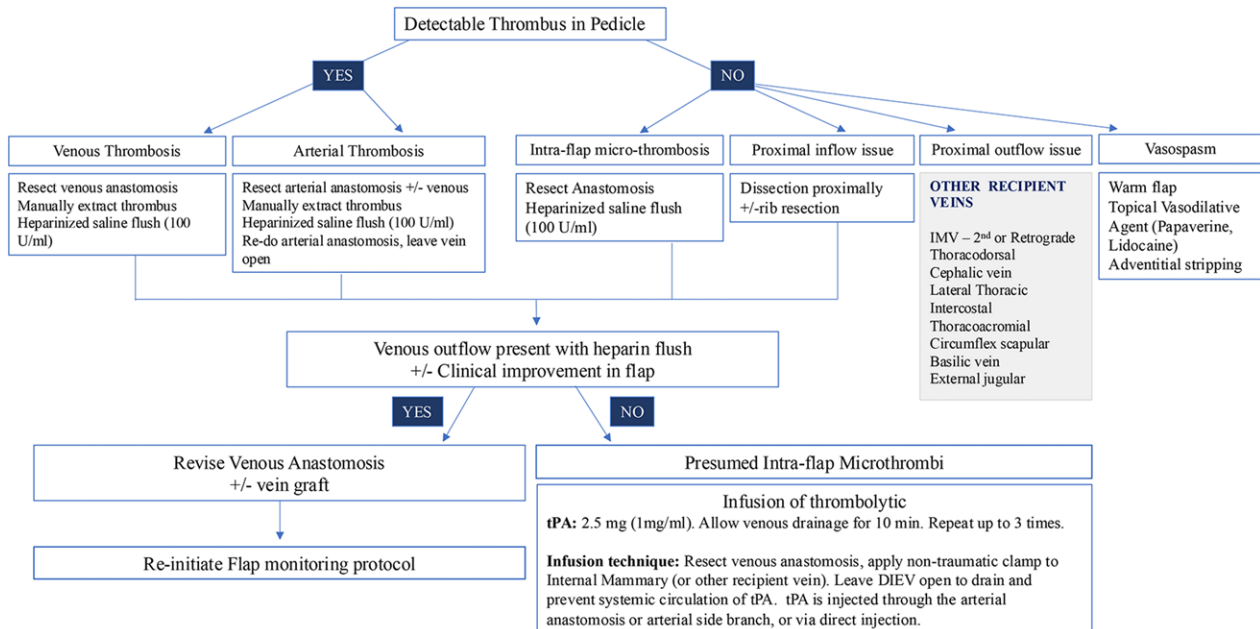 Detectable Thrombus in Pedicle
YES
NO
Venous Thrombosis
Resect venous anastomosis
Manually extract thrombus
Heparinized saline flush (100
U/ml)
Arterial Thrombosis
Resect arterial anastomosis +/- venous
Manually extract thrombus
Heparinized saline flush (100 U/ml)
Re-do arterial anastomosis, leave vein
open
Intra-flap micro-thrombosis
Resect Anastomosis
Heparinized saline flush
(100 U/ml)
Proximal inflow issue
Dissection proximally
+/-rib resection
Proximal outflow issue
OTHER RECIPIENT
VEINS
IMV – 2nd or Retrograde
Thoracodorsal
Cephalic vein
Lateral Thoracic
Intercostal
Thoracoacromial
Circumflex scapular
Basilic vein
External jugular
Vasospasm
Warm flap
Topical Vasodilative
Agent (Papaverine,
Lidocaine)
Adventitial stripping
Venous outflow present with heparin flush
+/- Clinical improvement in flap
YES
NO
Revise Venous Anastomosis
+/- vein graft
Re-initiate Flap monitoring protocol
Presumed Intra-flap Microthrombi
Infusion of thrombolytic
tPA: 2.5 mg (1mg/ml). Allow venous drainage for 10 min. Repeat up to 3 times.
Infusion technique: Resect venous anastomosis, apply non-traumatic clamp to
Internal Mammary (or other recipient vein). Leave DIEV open to drain and
prevent systemic circulation of tPA. tPA is injected through the arterial
anastomosis or arterial side branch, or via direct injection.